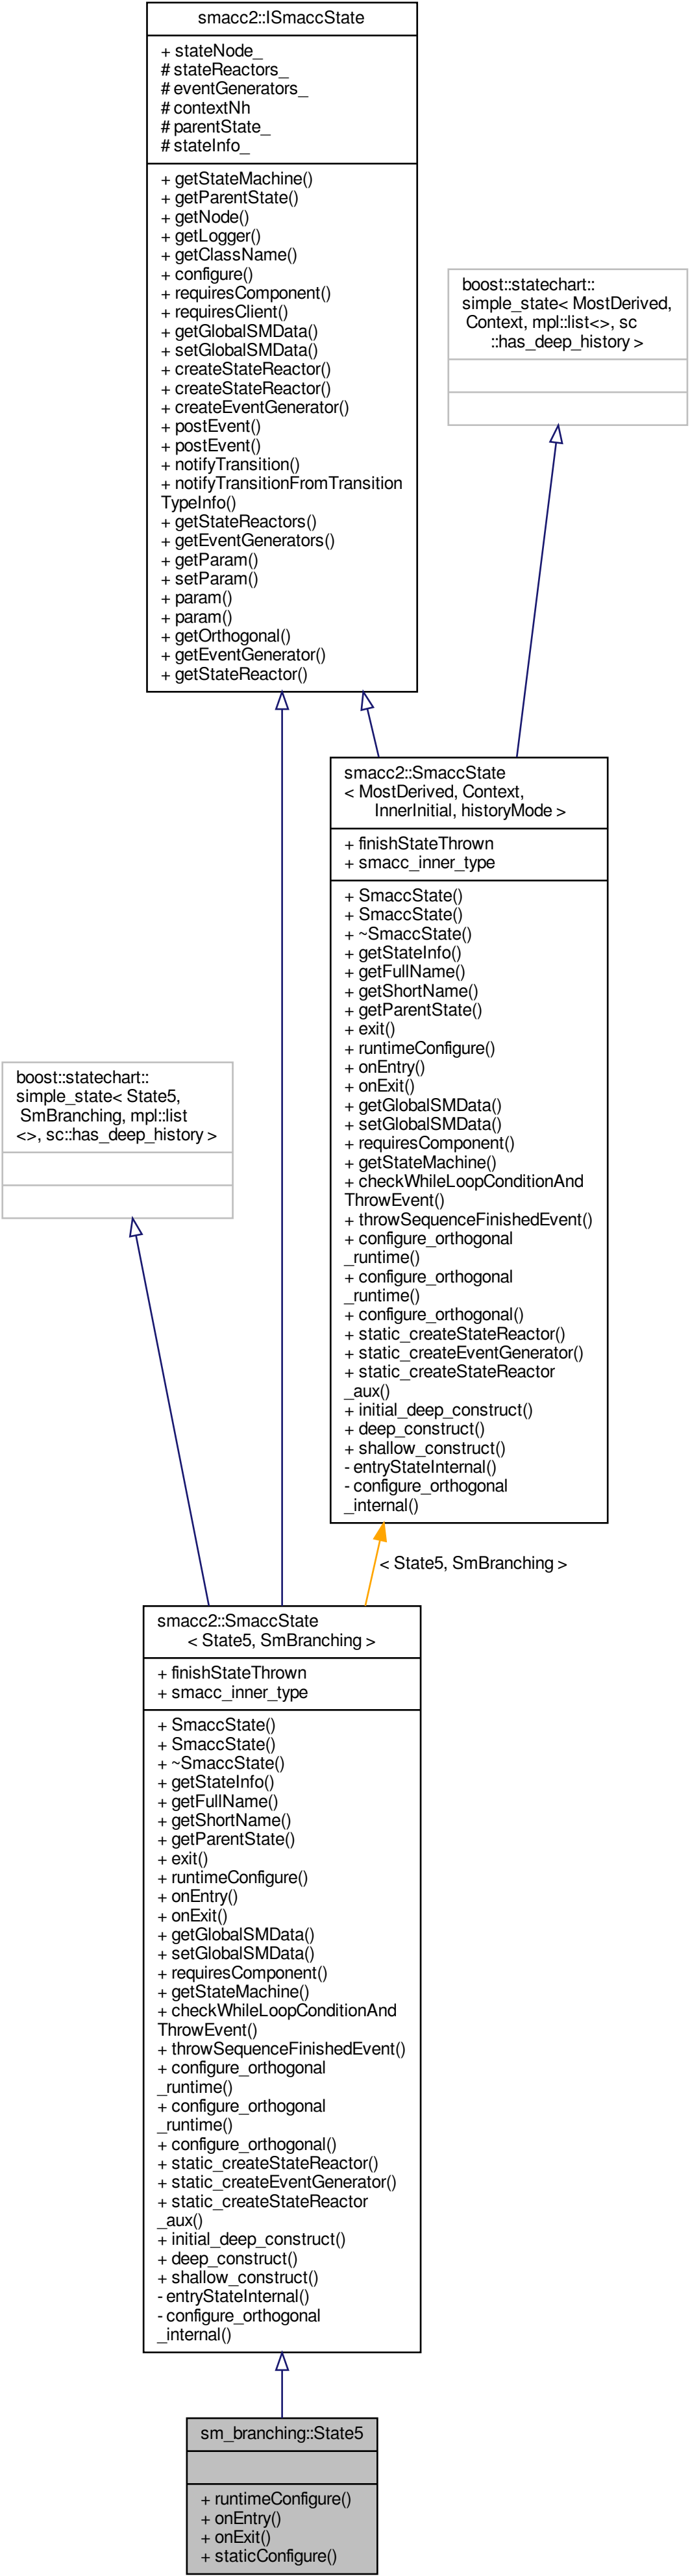 smacc2::ISmaccState
+ stateNode_
# stateReactors_
# eventGenerators_
# contextNh
# parentState_
# stateInfo_
+ getStateMachine()
+ getParentState()
+ getNode()
+ getLogger()
+ getClassName()
+ configure()
+ requiresComponent()
+ requiresClient()
+ getGlobalSMData()
+ setGlobalSMData()
+ createStateReactor()
+ createStateReactor()
+ createEventGenerator()
+ postEvent()
+ postEvent()
+ notifyTransition()
+ notifyTransitionFromTransition
TypeInfo()
+ getStateReactors()
+ getEventGenerators()
+ getParam()
+ setParam()
+ param()
+ param()
+ getOrthogonal()
+ getEventGenerator()
+ getStateReactor()
boost::statechart::
simple_state< MostDerived,
Context, mpl::list<>, sc
::has_deep_history >
smacc2::SmaccState
< MostDerived, Context,
InnerInitial, historyMode >
+ finishStateThrown
+ smacc_inner_type
+ SmaccState()
+ SmaccState()
+ ~SmaccState()
+ getStateInfo()
+ getFullName()
+ getShortName()
+ getParentState()
+ exit()
+ runtimeConfigure()
+ onEntry()
+ onExit()
+ getGlobalSMData()
+ setGlobalSMData()
+ requiresComponent()
+ getStateMachine()
+ checkWhileLoopConditionAnd
ThrowEvent()
+ throwSequenceFinishedEvent()
+ configure_orthogonal
_runtime()
+ configure_orthogonal
_runtime()
+ configure_orthogonal()
+ static_createStateReactor()
+ static_createEventGenerator()
+ static_createStateReactor
_aux()
+ initial_deep_construct()
+ deep_construct()
+ shallow_construct()
- entryStateInternal()
- configure_orthogonal
_internal()
boost::statechart::
simple_state< State5,
SmBranching, mpl::list
<>, sc::has_deep_history >
< State5, SmBranching >
smacc2::SmaccState
< State5, SmBranching >
+ finishStateThrown
+ smacc_inner_type
+ SmaccState()
+ SmaccState()
+ ~SmaccState()
+ getStateInfo()
+ getFullName()
+ getShortName()
+ getParentState()
+ exit()
+ runtimeConfigure()
+ onEntry()
+ onExit()
+ getGlobalSMData()
+ setGlobalSMData()
+ requiresComponent()
+ getStateMachine()
+ checkWhileLoopConditionAnd
ThrowEvent()
+ throwSequenceFinishedEvent()
+ configure_orthogonal
_runtime()
+ configure_orthogonal
_runtime()
+ configure_orthogonal()
+ static_createStateReactor()
+ static_createEventGenerator()
+ static_createStateReactor
_aux()
+ initial_deep_construct()
+ deep_construct()
+ shallow_construct()
- entryStateInternal()
- configure_orthogonal
_internal()
sm_branching::State5
+ runtimeConfigure()
+ onEntry()
+ onExit()
+ staticConfigure()